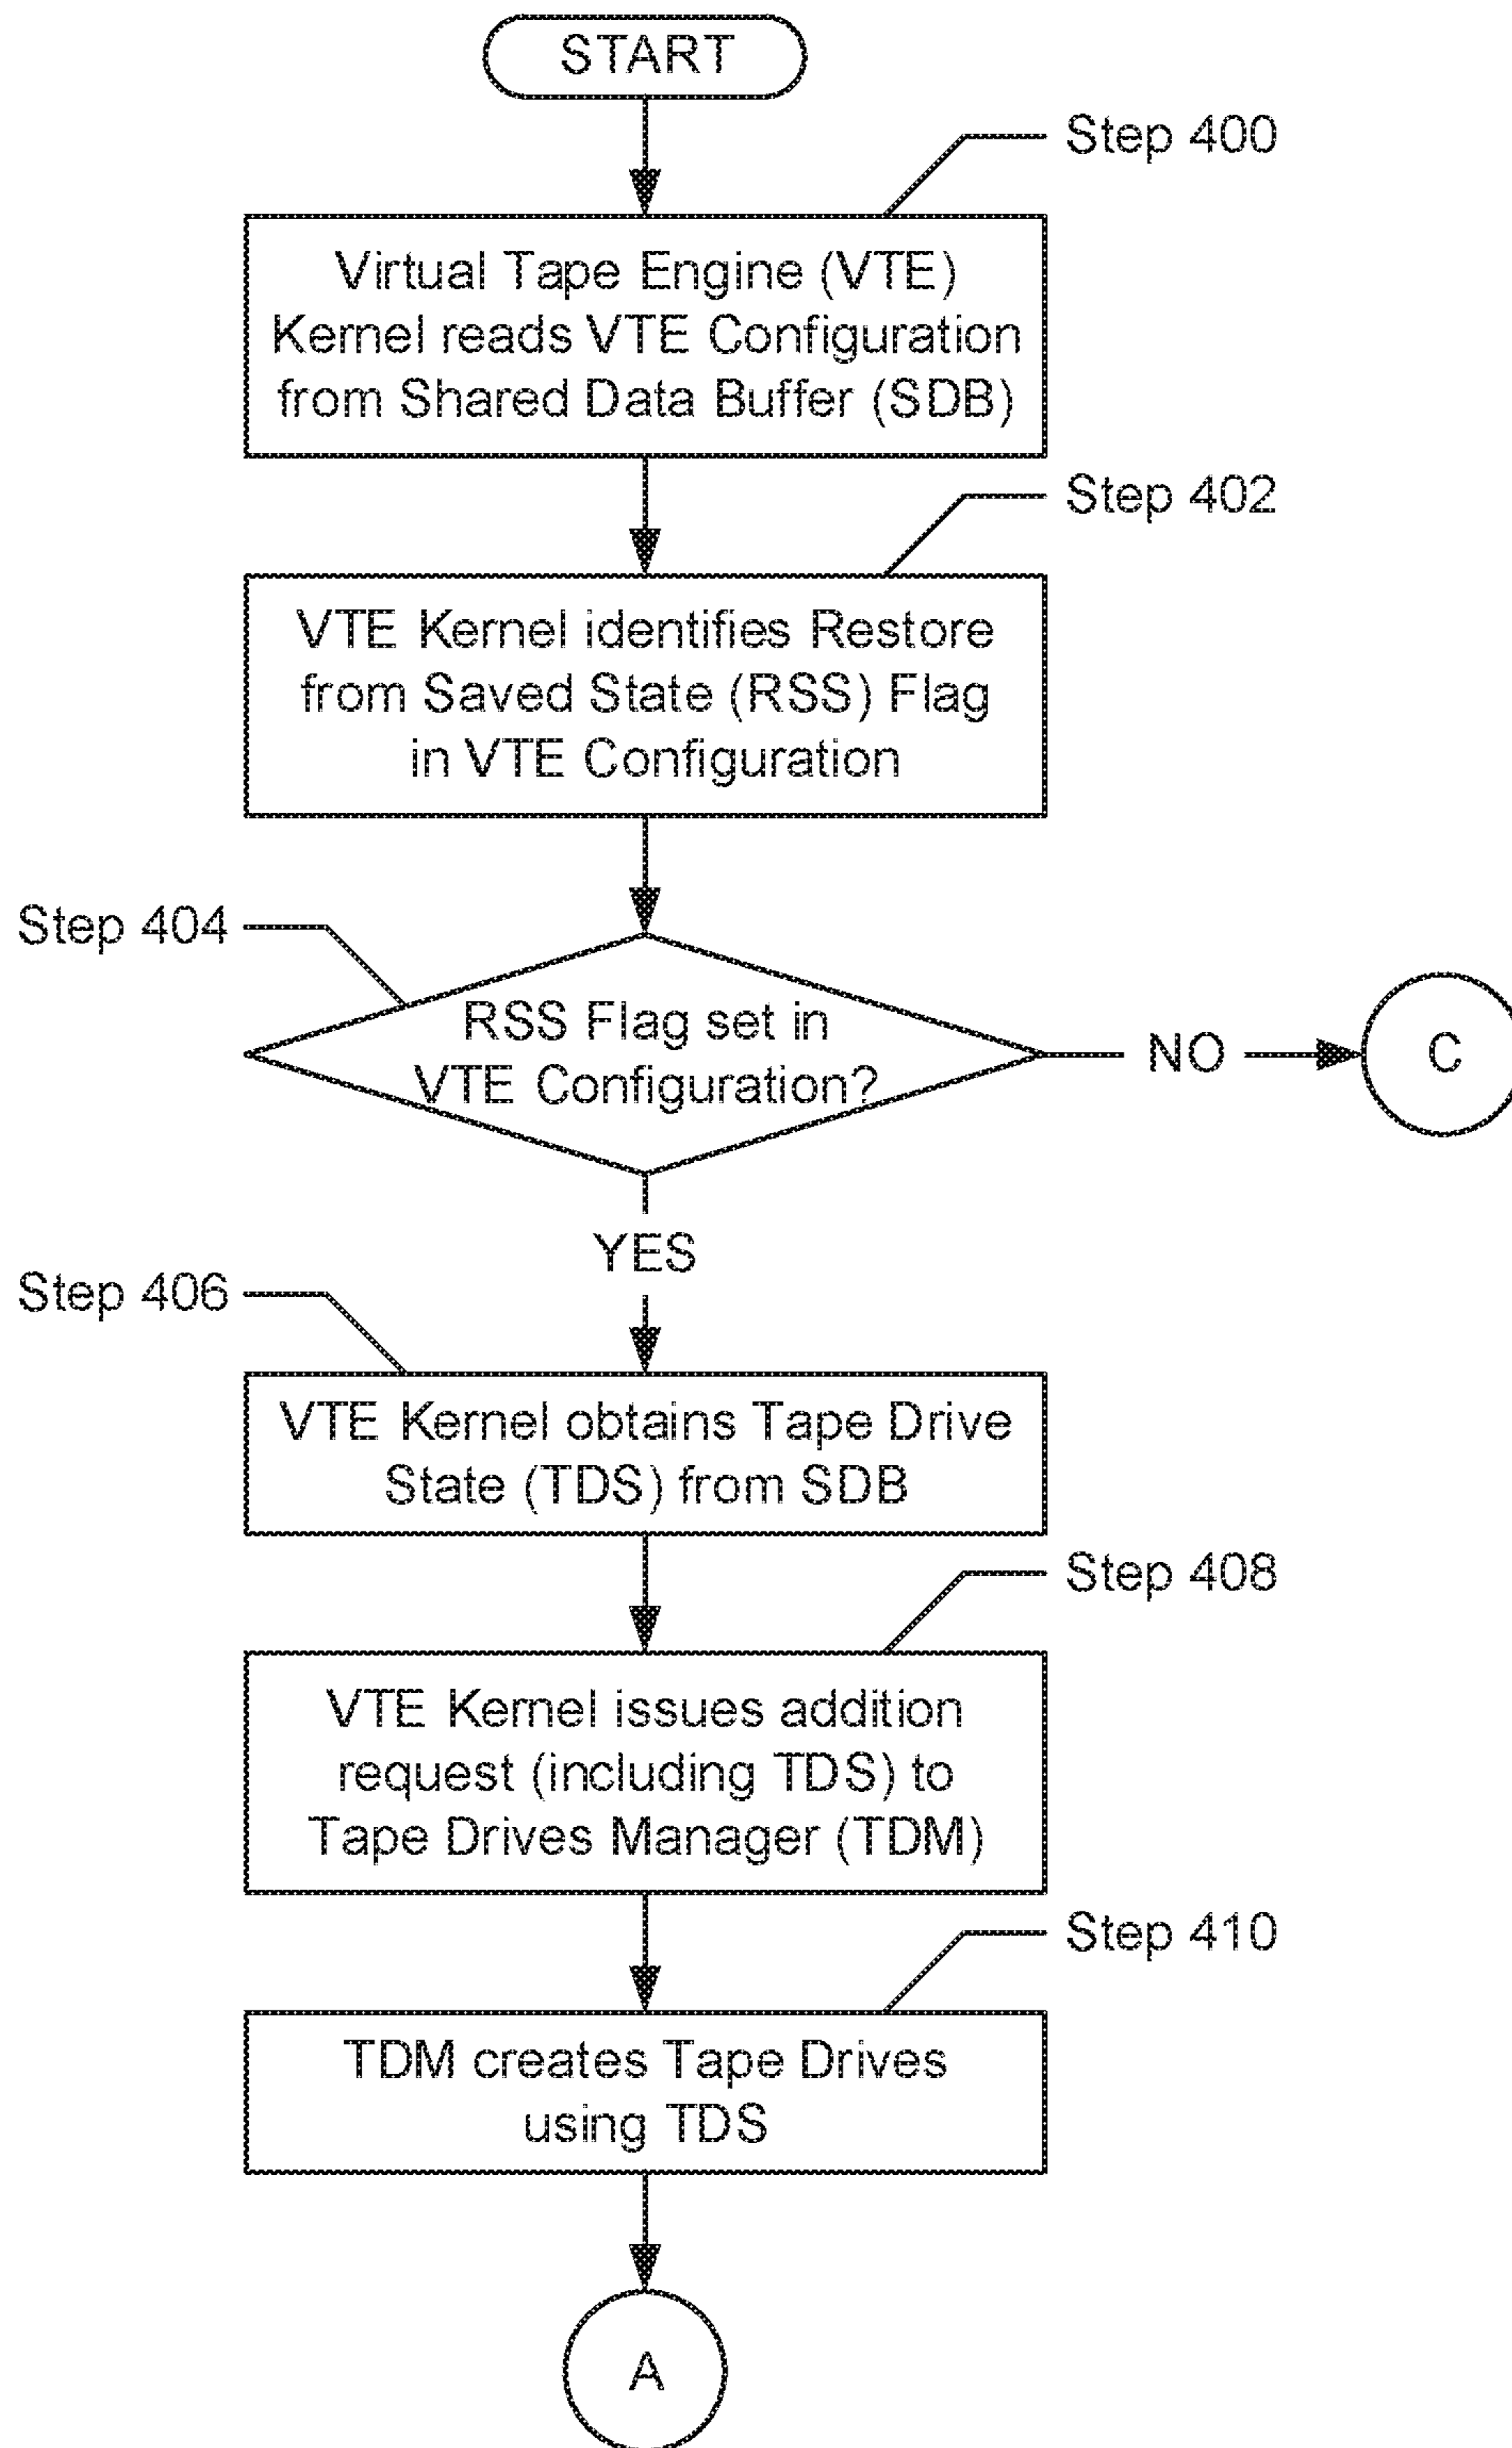 START
Step 400
Virtual Tape Engine (VTE)
Kernel reads VTE Configuration
from Shared Data Buffer (SDB)
Step 402
VTE Kernel identifies Restore
from Saved State (RSS) Flag
in VTE Configuration
Step 404
RSS Flag set in
VTE Configuration?
NO
C
YES
Step 406
VTE Kernel obtains Tape Drive
State (TDS) from SDB
Step 408
VTE Kernel issues addition
request (including TDS) to
Tape Drives Manager (TDM)
Step 410
TDM creates Tape Drives
using TDS
A